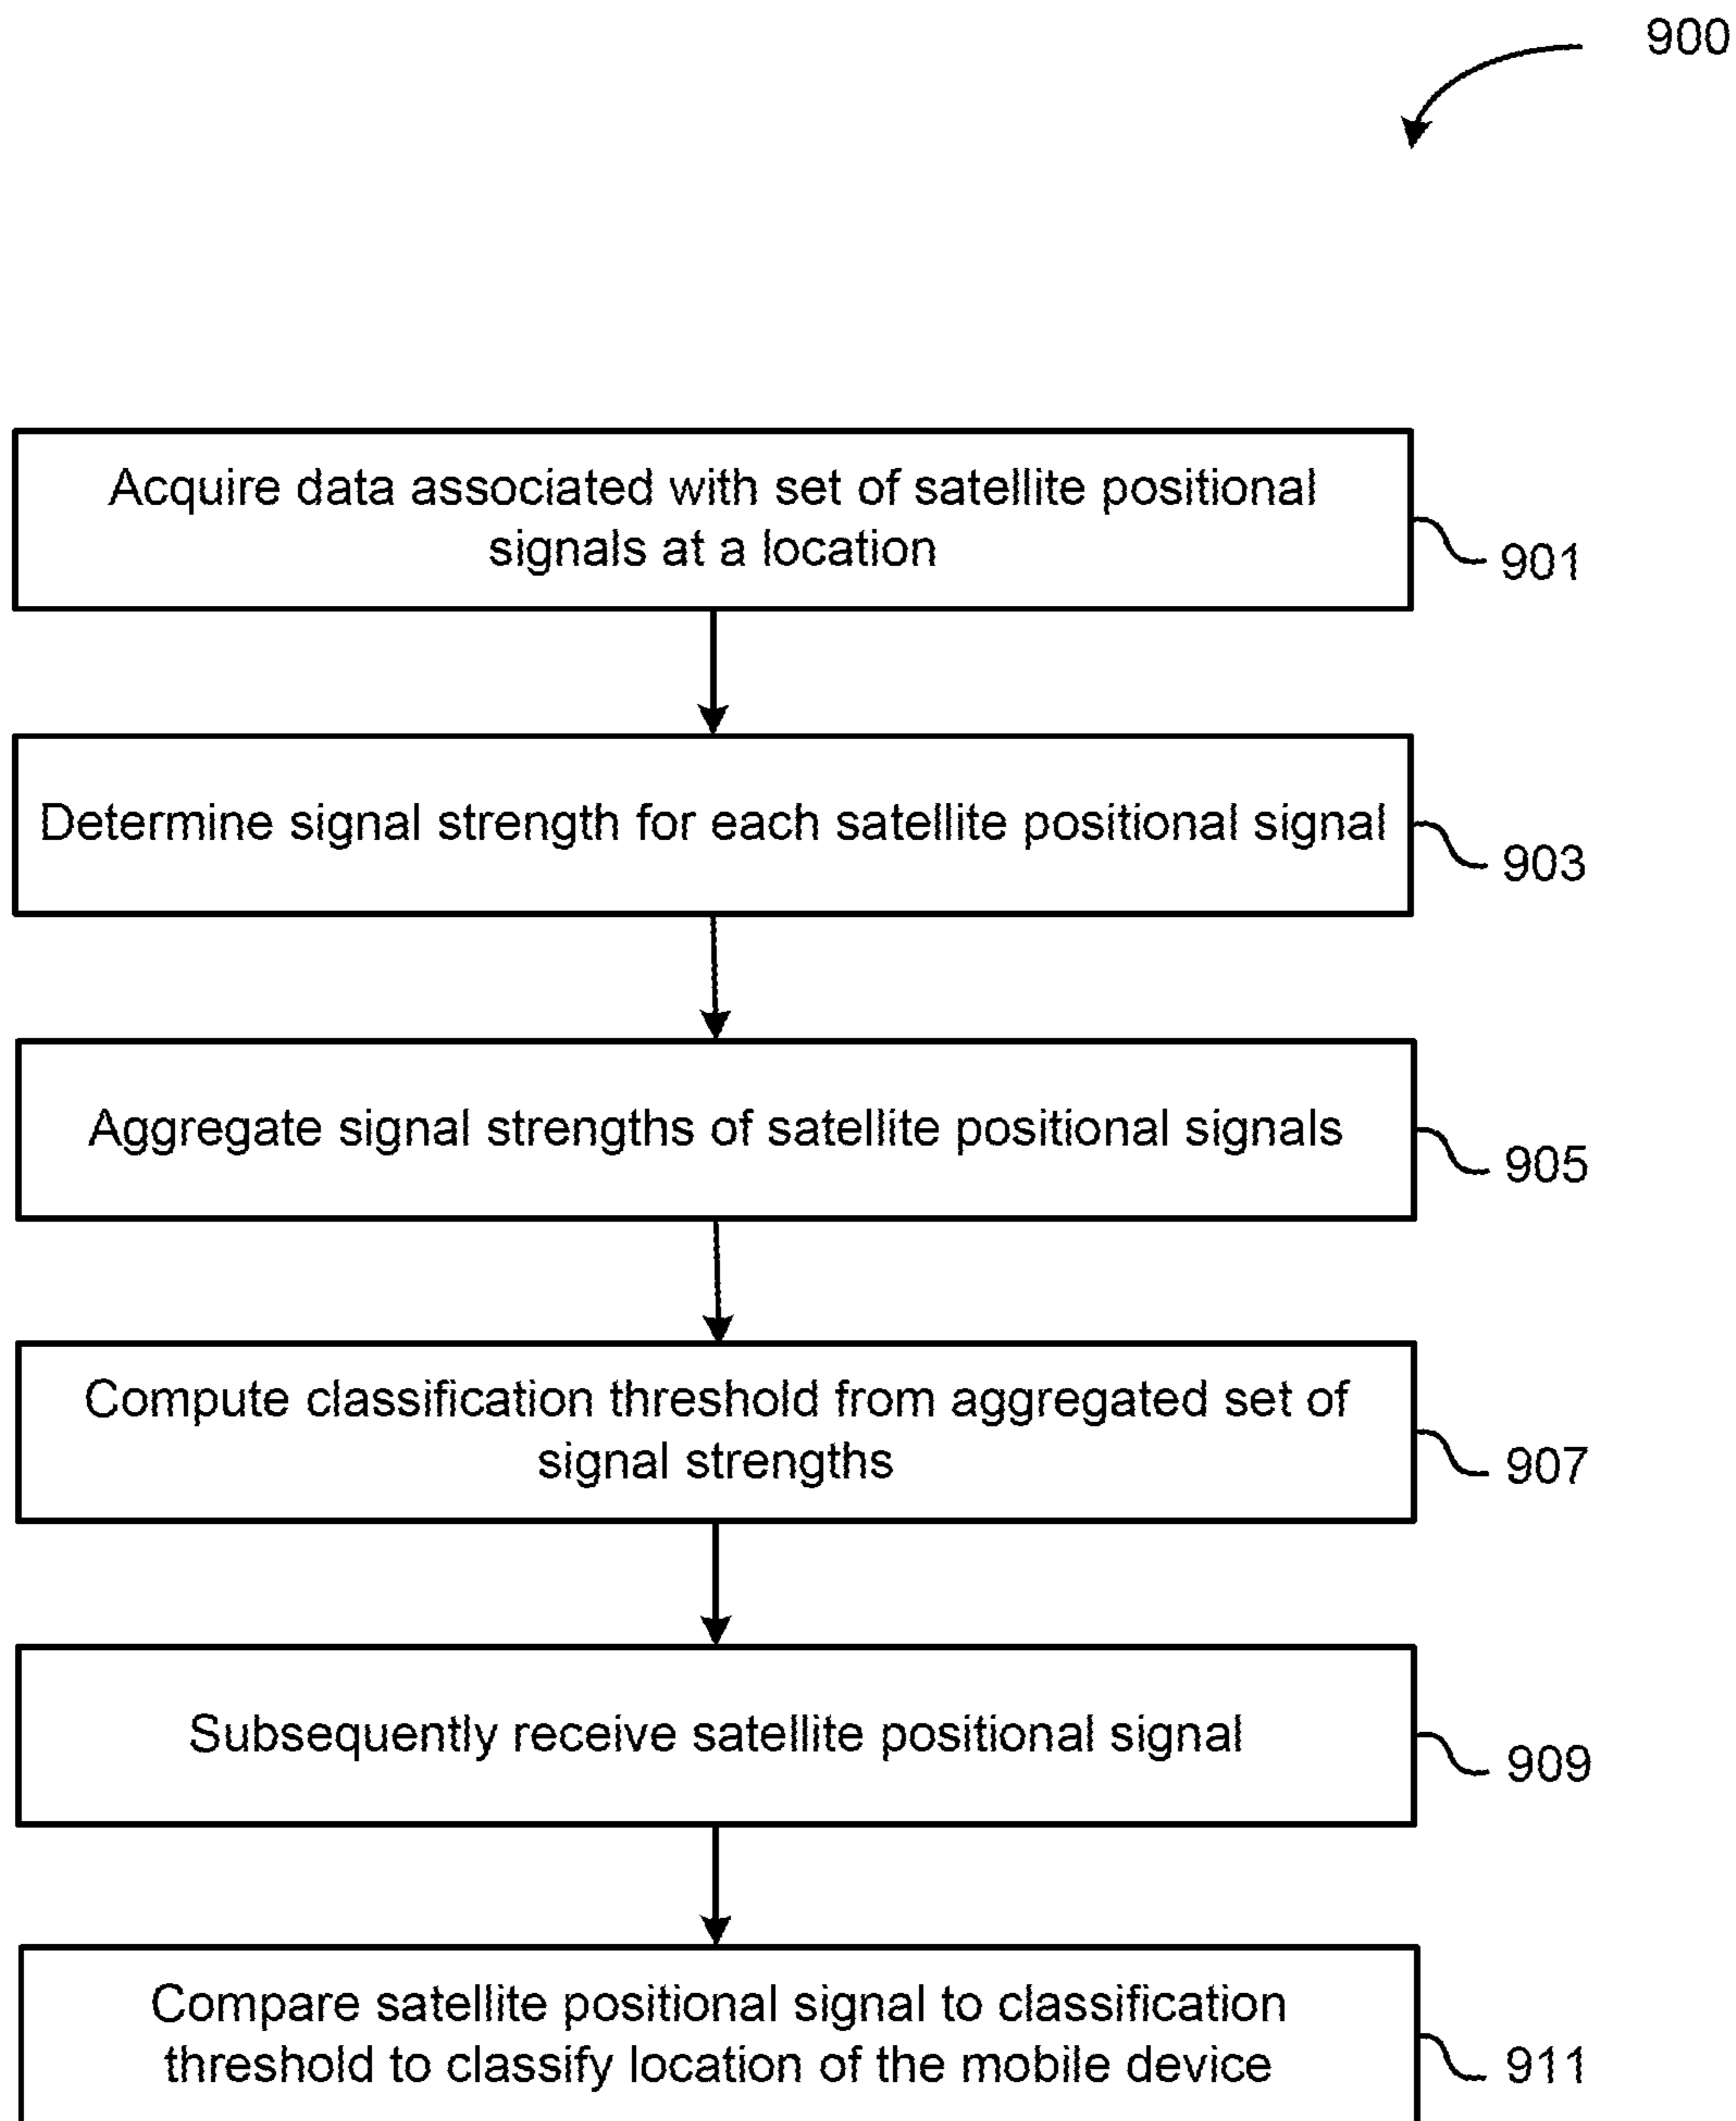 900
Acquire data associated with set of satellite positional
signals at a location
901
Determine signal strength for each satellite positional signal
903
Aggregate signal strengths of satellite positional signals
905
Compute classification threshold from aggregated set of
signal strengths
907
Subsequently receive satellite positional signal
909
Compare satellite positional signal to classification
threshold to classify location of the mobile device
911